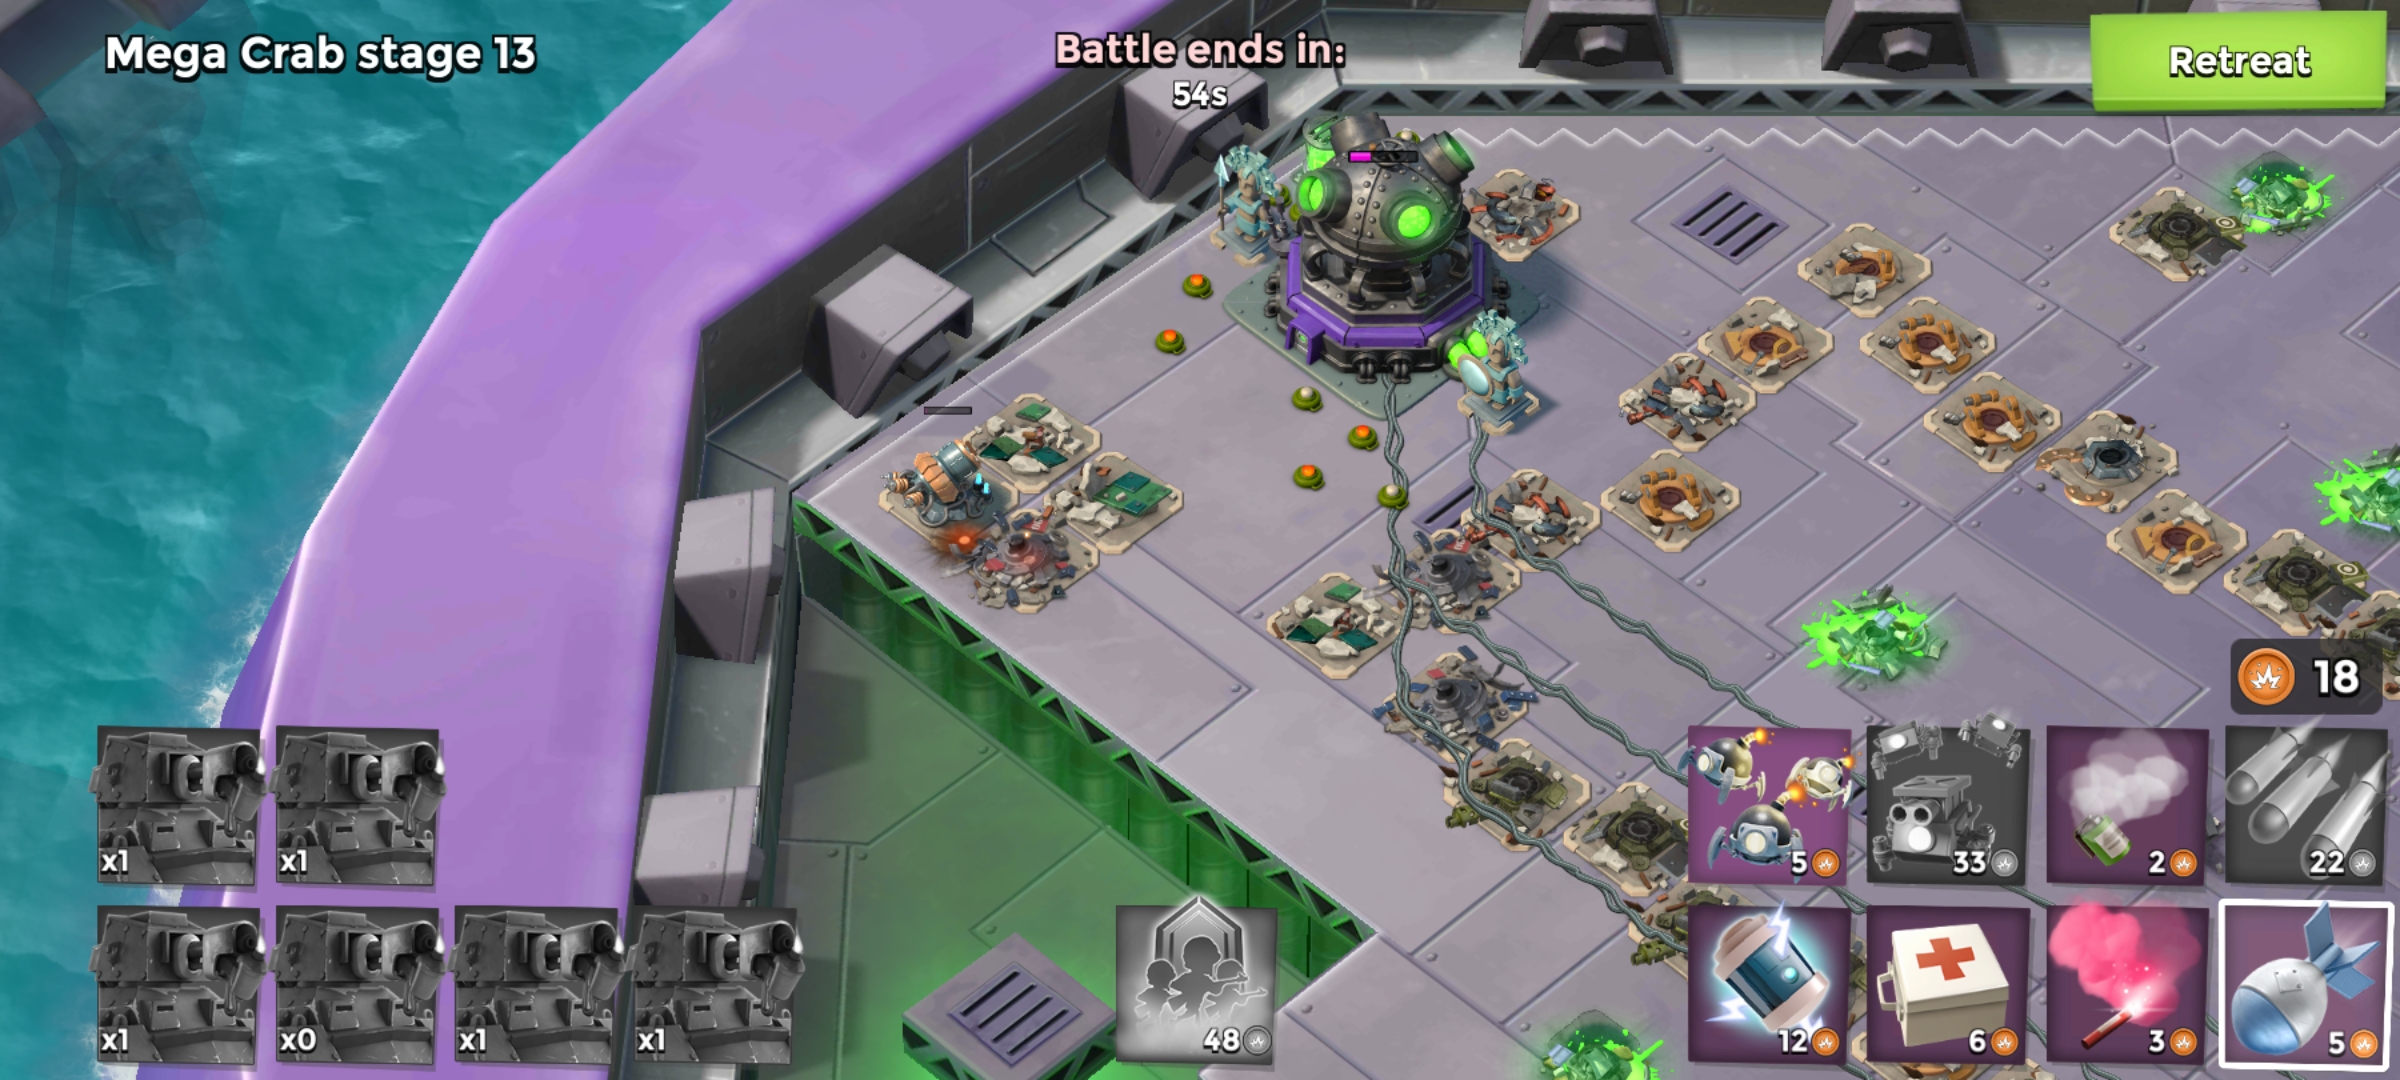 Mega Crab stage 13
Battle ends in:
54s
Retreat
18
x1
x1
5
33
2
22
x1
x0
x1
x1
48
12
6
3
5